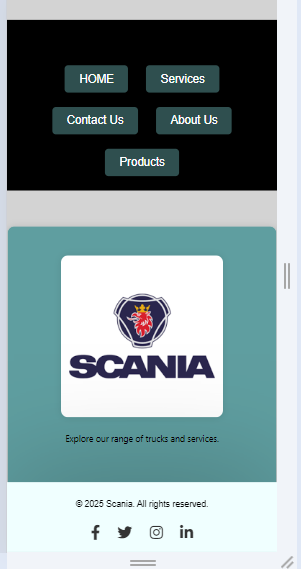 HOME Services
Contact Us About Us
Products
SCANIA
Explore our range of trucks and services.
© 2025 Scania. All rights reserved.